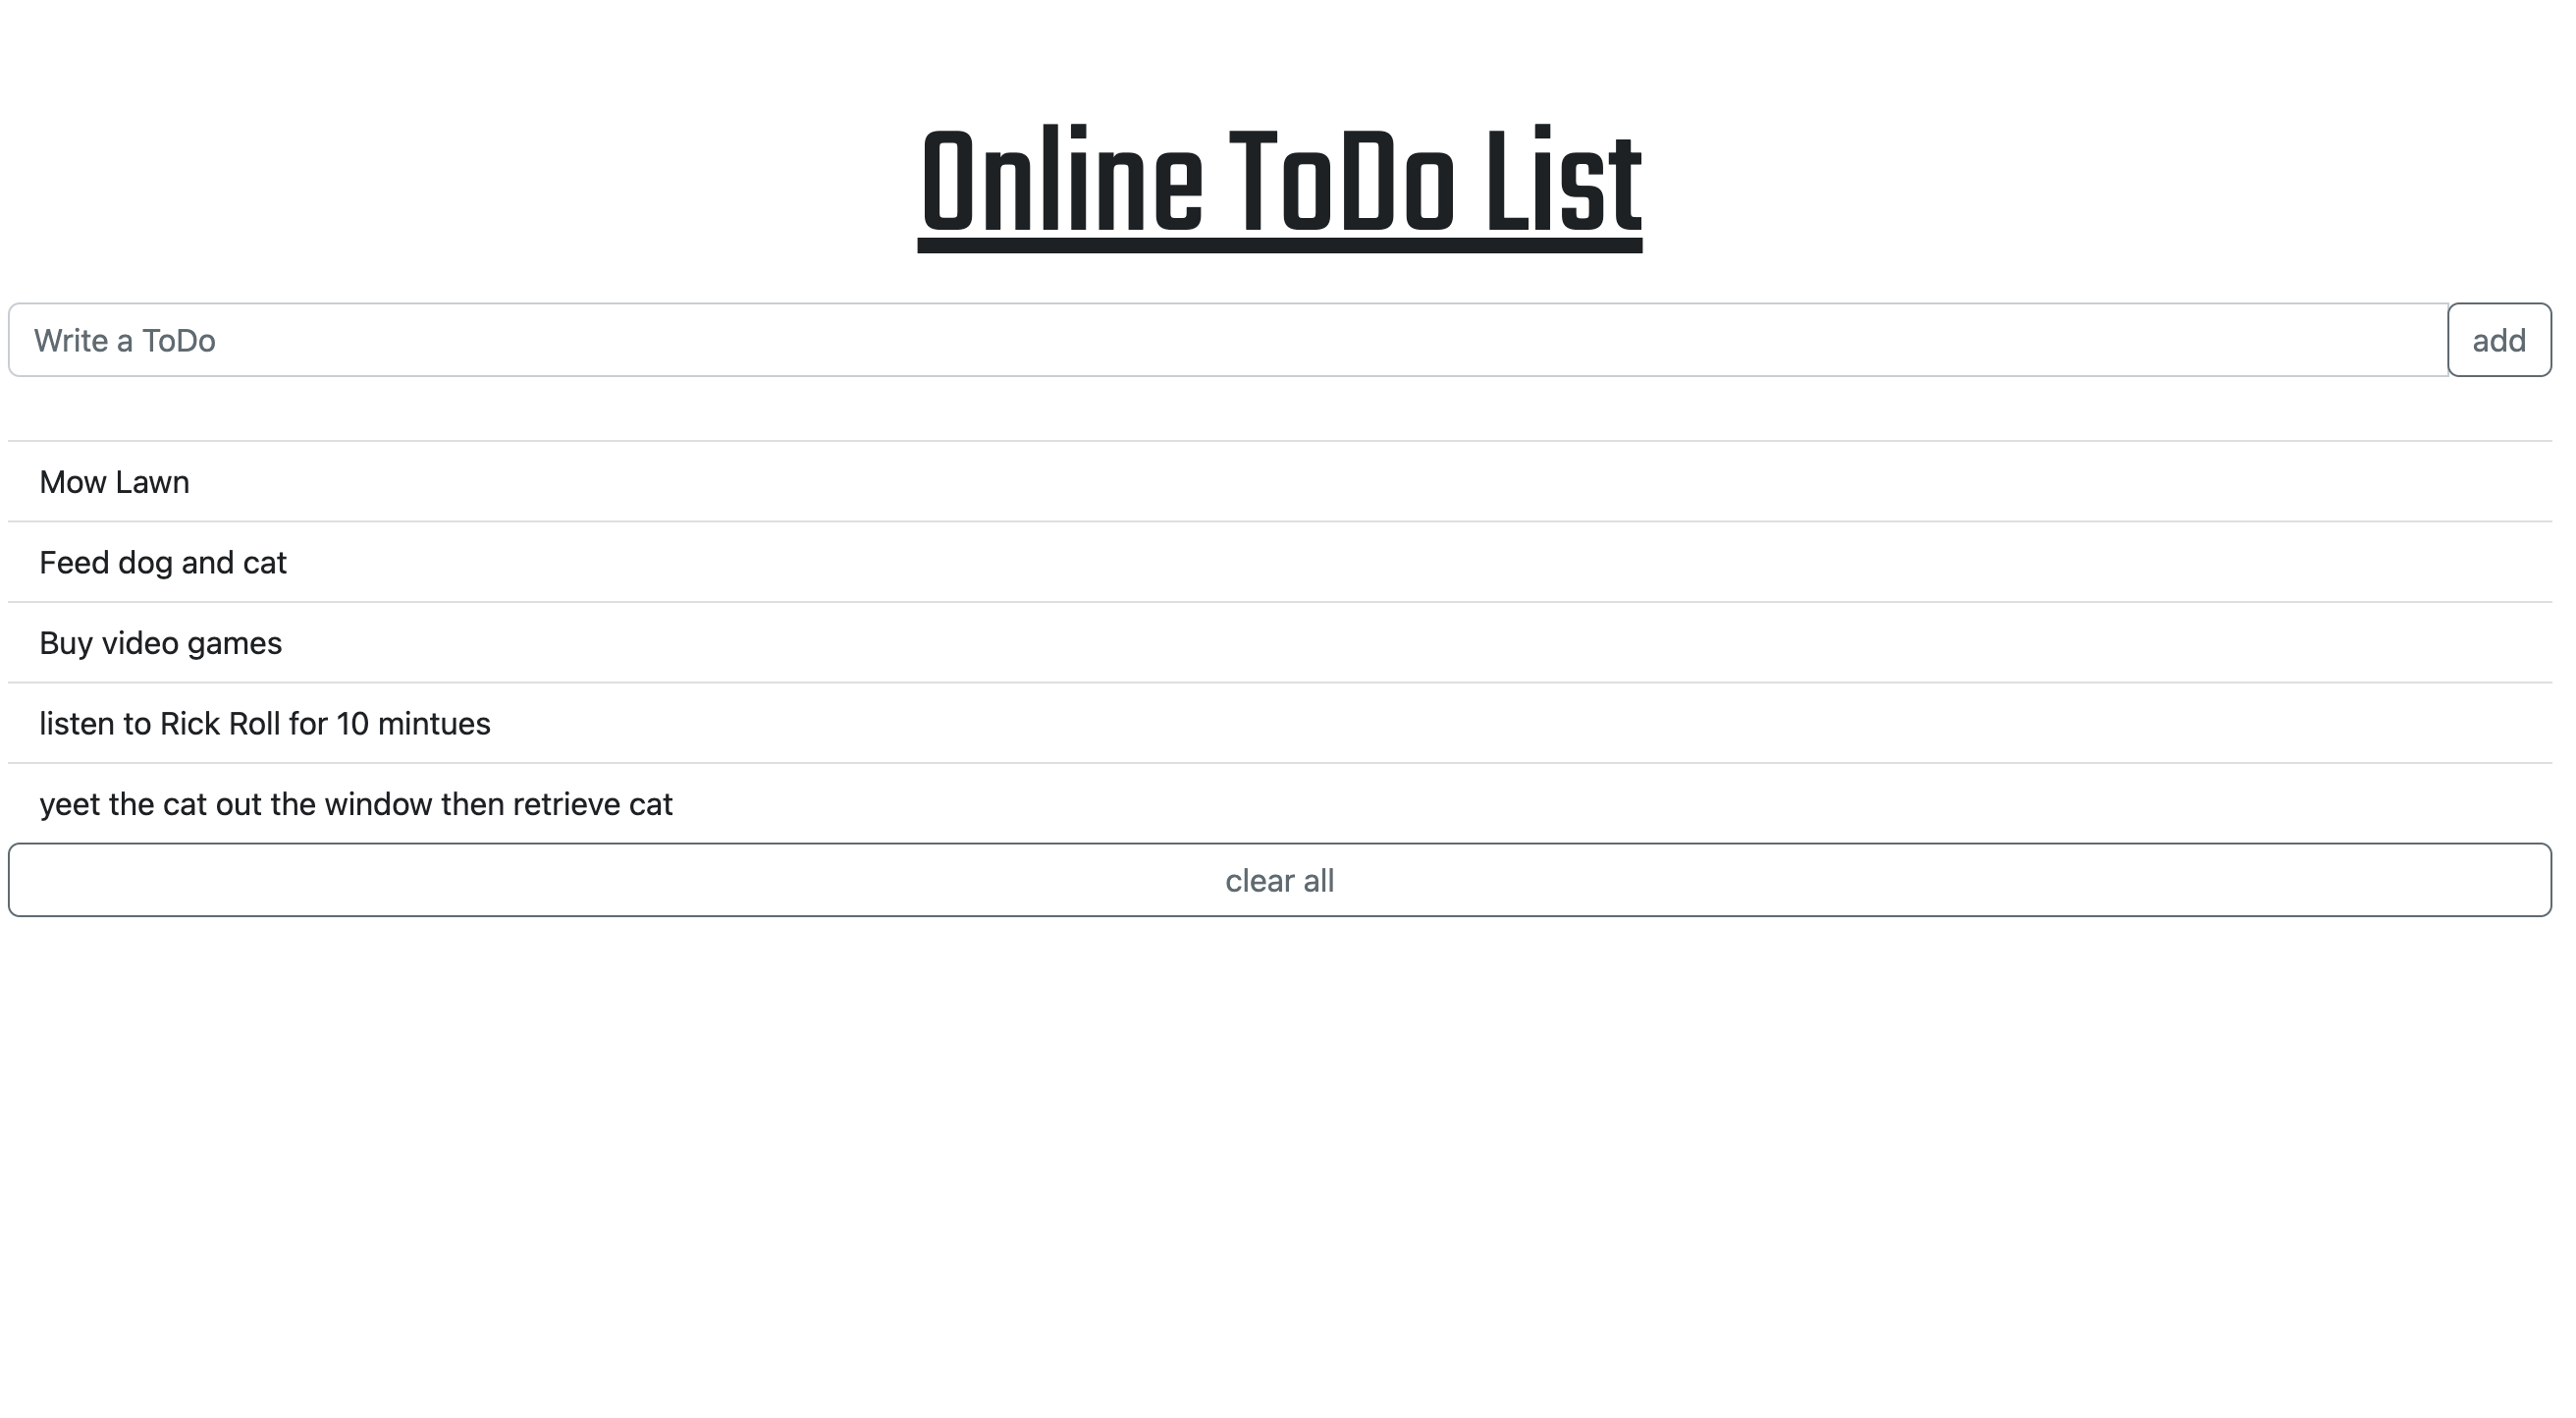 Online ToDo List
Write a ToDo
add
Mow Lawn
Feed dog and cat
Buy video games
listen to Rick Roll for 10 mintues
yeet the cat out the window then retrieve cat
clear all